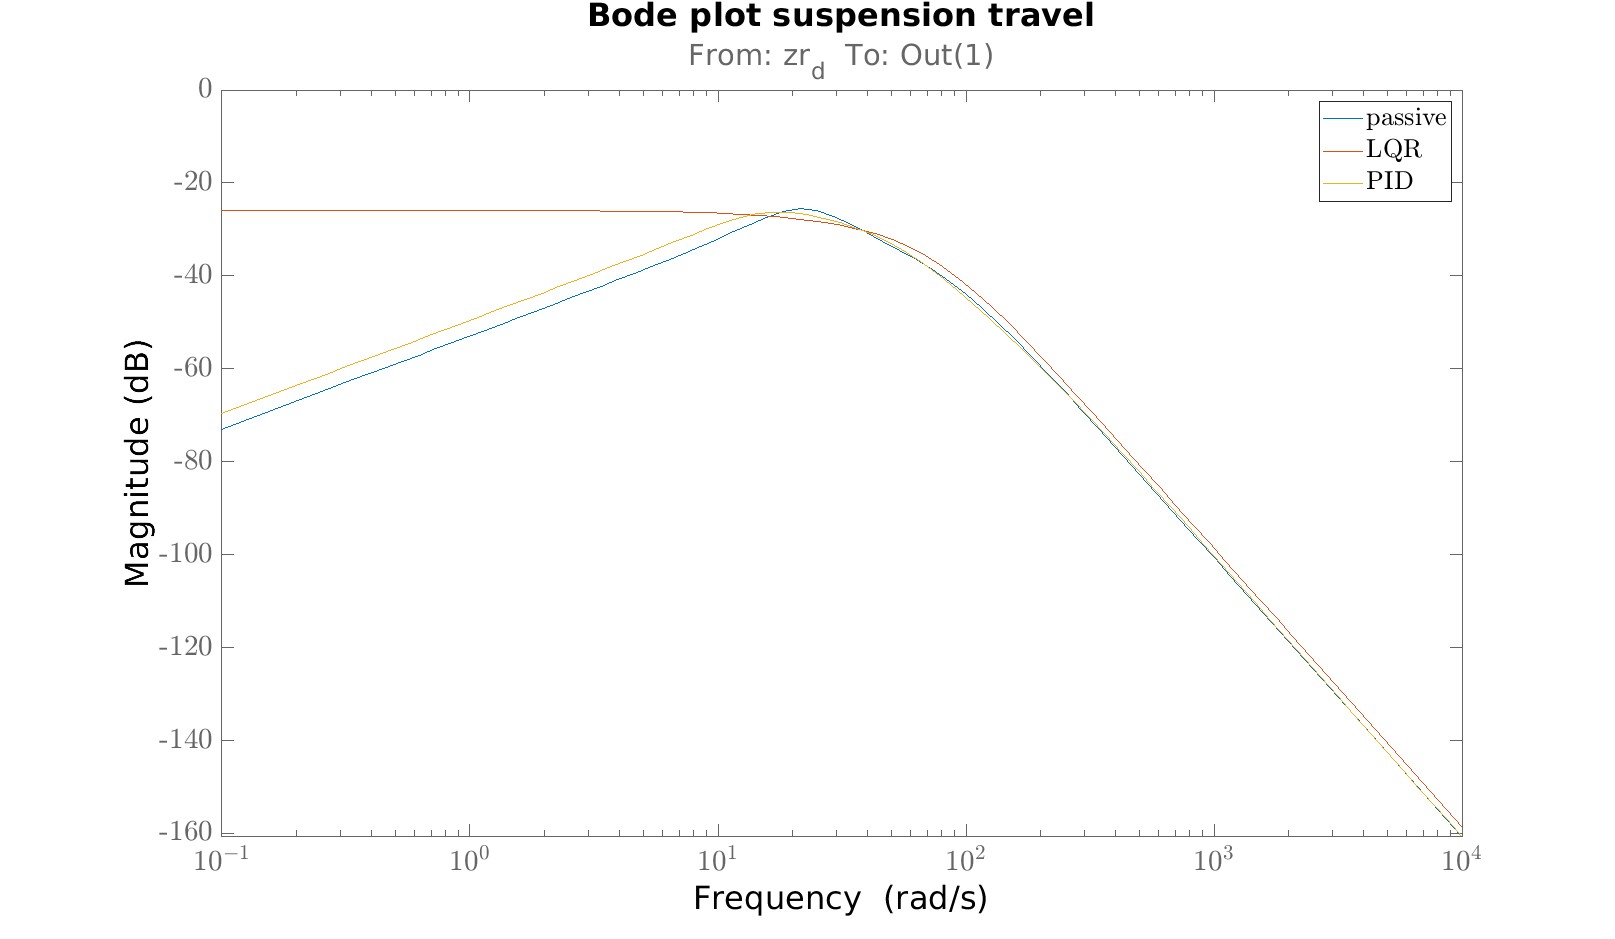 Bode plot suspension travel
From: zr_d  To: Out(1)
0
-20
-40
-60
-80
-100
-120
-140
-160
Magnitude (dB)
passive
LQR
PID
10^−1
10^0
10^1
10^2
10^3
10^4
Frequency  (rad/s)